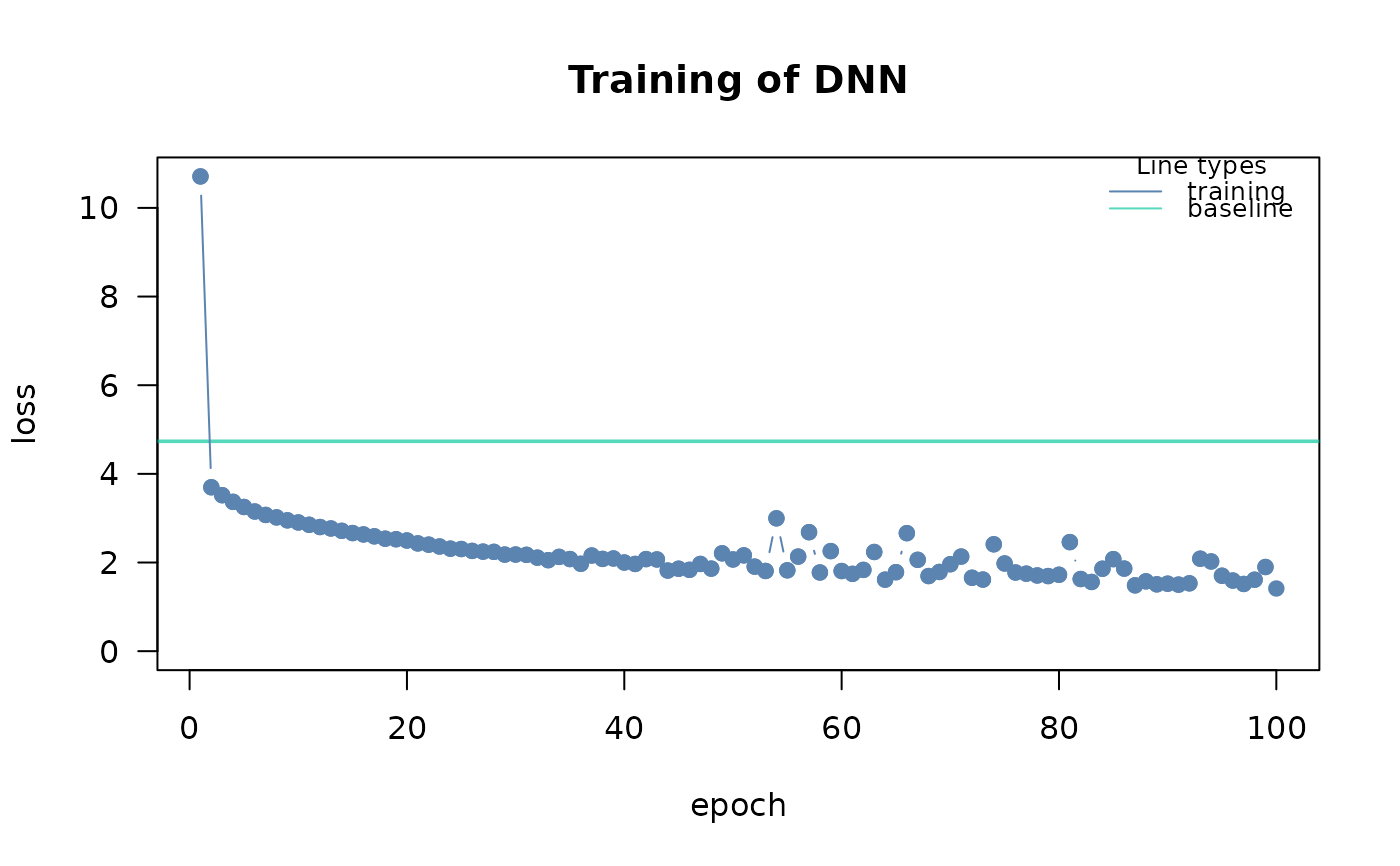 Training of DNN
Line types
training
baseline
loss
10
8
6
4
2
0
0 20 40 60 80 100
epoch